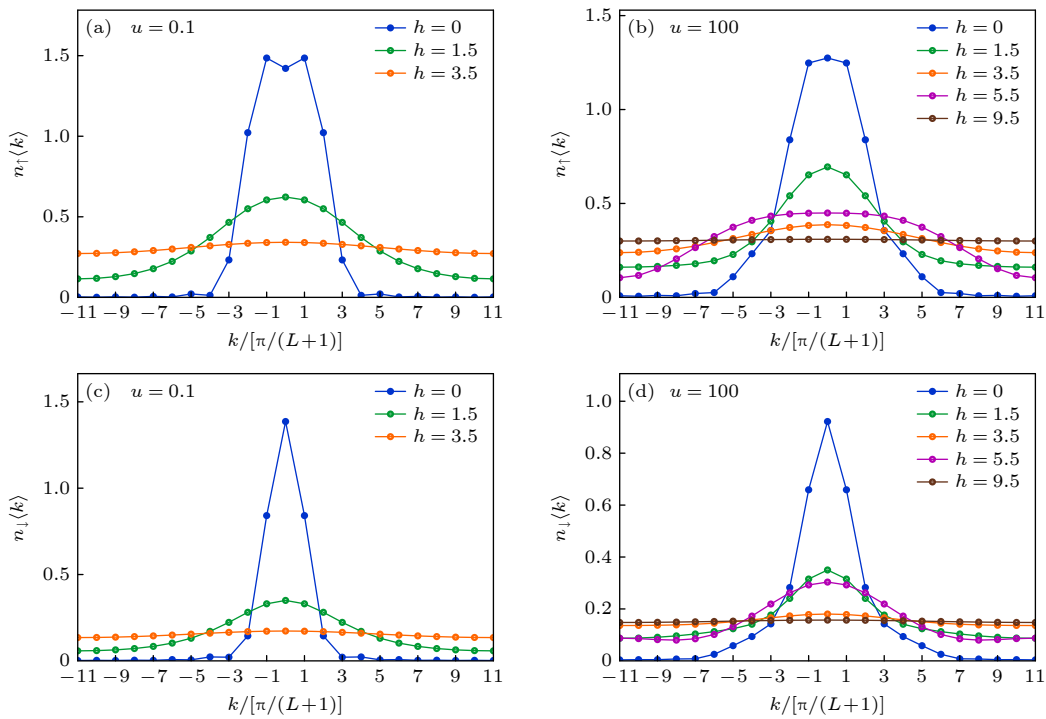 (a) u = 0.1
h = 0
h = 1.5
h = 3.5
1.5
1.0
0.5
0
n↑⟨k⟩
−11 −9 −7 −5 −3 −1 1 3 5 7 9 11
k/[π/(L+1)]
(b) u = 100
h = 0
h = 1.5
h = 3.5
h = 5.5
h = 9.5
1.5
1.0
0.5
0
n↑⟨k⟩
−11 −9 −7 −5 −3 −1 1 3 5 7 9 11
k/[π/(L+1)]
(c) u = 0.1
h = 0
h = 1.5
h = 3.5
1.5
1.0
0.5
0
n↓⟨k⟩
−11 −9 −7 −5 −3 −1 1 3 5 7 9 11
k/[π/(L+1)]
(d) u = 100
h = 0
h = 1.5
h = 3.5
h = 5.5
h = 9.5
1.0
0.8
0.6
0.4
0.2
0
n↓⟨k⟩
−11 −9 −7 −5 −3 −1 1 3 5 7 9 11
k/[π/(L+1)]